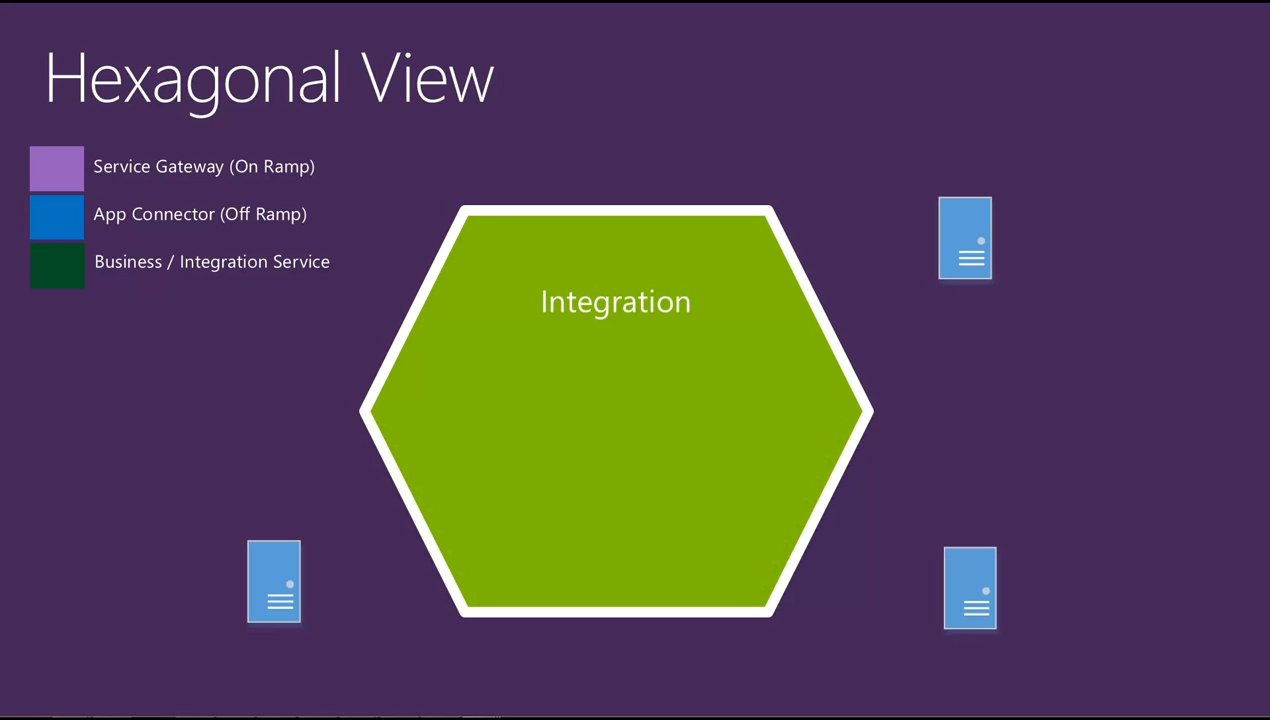 Hexagonal View
Service Gateway (On Ramp)
App Connector (Off Ramp)
Business / Integration Service
Integration